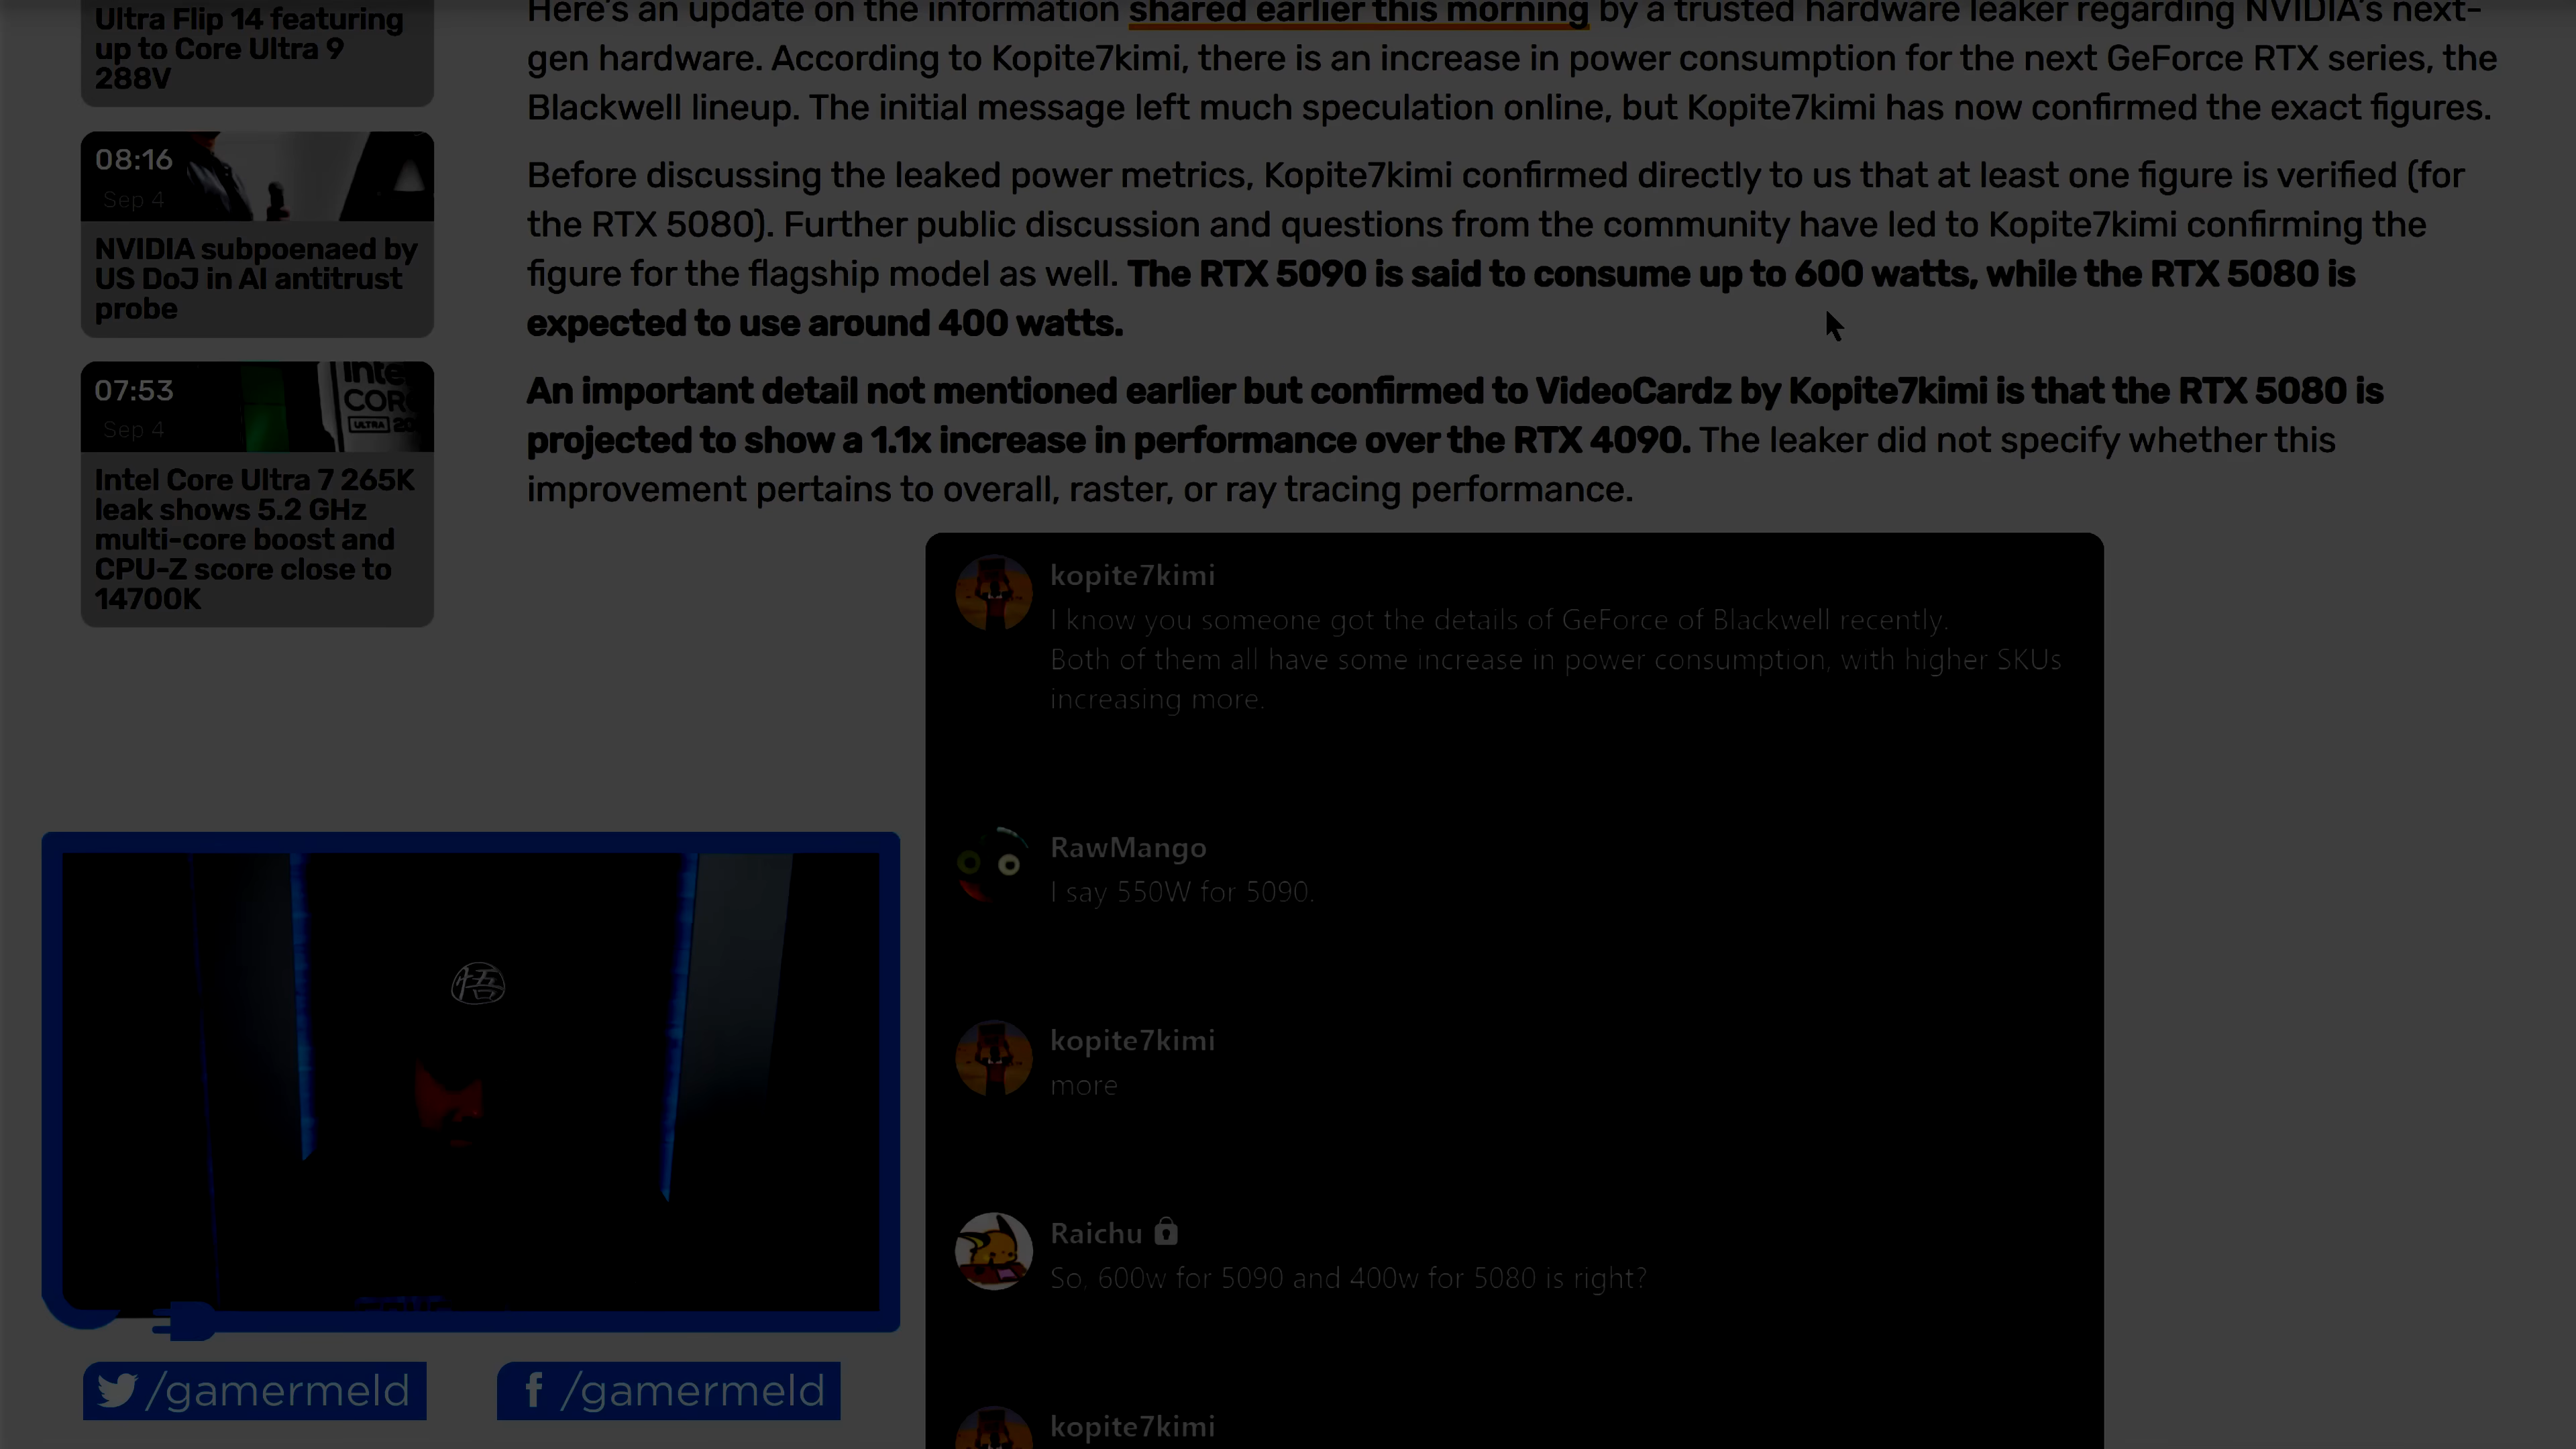 Ultra Flip 14 featuring
up to Core Ultra 9
288V
08:16
Sep 4
NVIDIA subpoenaed by
US DoJ in AI antitrust
probe
07:53
Sep 4
INTEL
CORE
ULTRA 20
Intel Core Ultra 7 265K
leak shows 5.2 GHz
multi-core boost and
CPU-Z score close to
14700K
Here's an update on the information shared earlier this morning by a trusted hardware leaker regarding NVIDIA's next-
gen hardware. According to Kopite7kimi, there is an increase in power consumption for the next GeForce RTX series, the
Blackwell lineup. The initial message left much speculation online, but Kopite7kimi has now confirmed the exact figures.
Before discussing the leaked power metrics, Kopite7kimi confirmed directly to us that at least one figure is verified (for
the RTX 5080). Further public discussion and questions from the community have led to Kopite7kimi confirming the
figure for the flagship model as well. The RTX 5090 is said to consume up to 600 watts, while the RTX 5080 is
expected to use around 400 watts.
An important detail not mentioned earlier but confirmed to VideoCardz by Kopite7kimi is that the RTX 5080 is
projected to show a 1.1x increase in performance over the RTX 4090. The leaker did not specify whether this
improvement pertains to overall, raster, or ray tracing performance.
kopite7kimi
I know you someone got the details of GeForce of Blackwell recently.
Both of them all have some increase in power consumption, with higher SKUs
increasing more.
RawMango
I say 550W for 5090.
kopite7kimi
more
Raichu
So, 600w for 5090 and 400w for 5080 is right?
kopite7kimi
悟
/gamermeld
/gamermeld